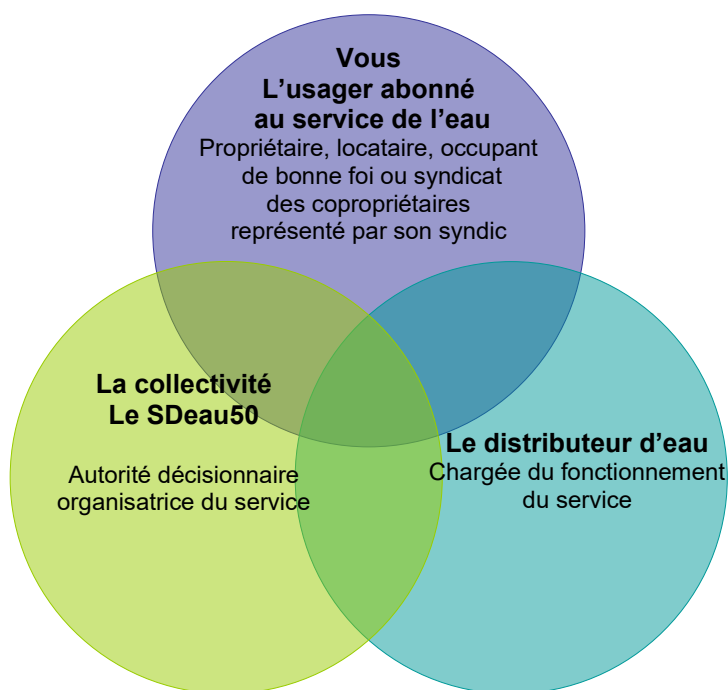 Vous
L'usager abonné
au service de l'eau
Propriétaire, locataire, occupant
de bonne foi ou syndicat
des copropriétaires
représenté par son syndic
La collectivité
Le SDeau50
Autorité décisionnaire
organisatrice du service
Le distributeur d'eau
Chargée du fonctionnement
du service